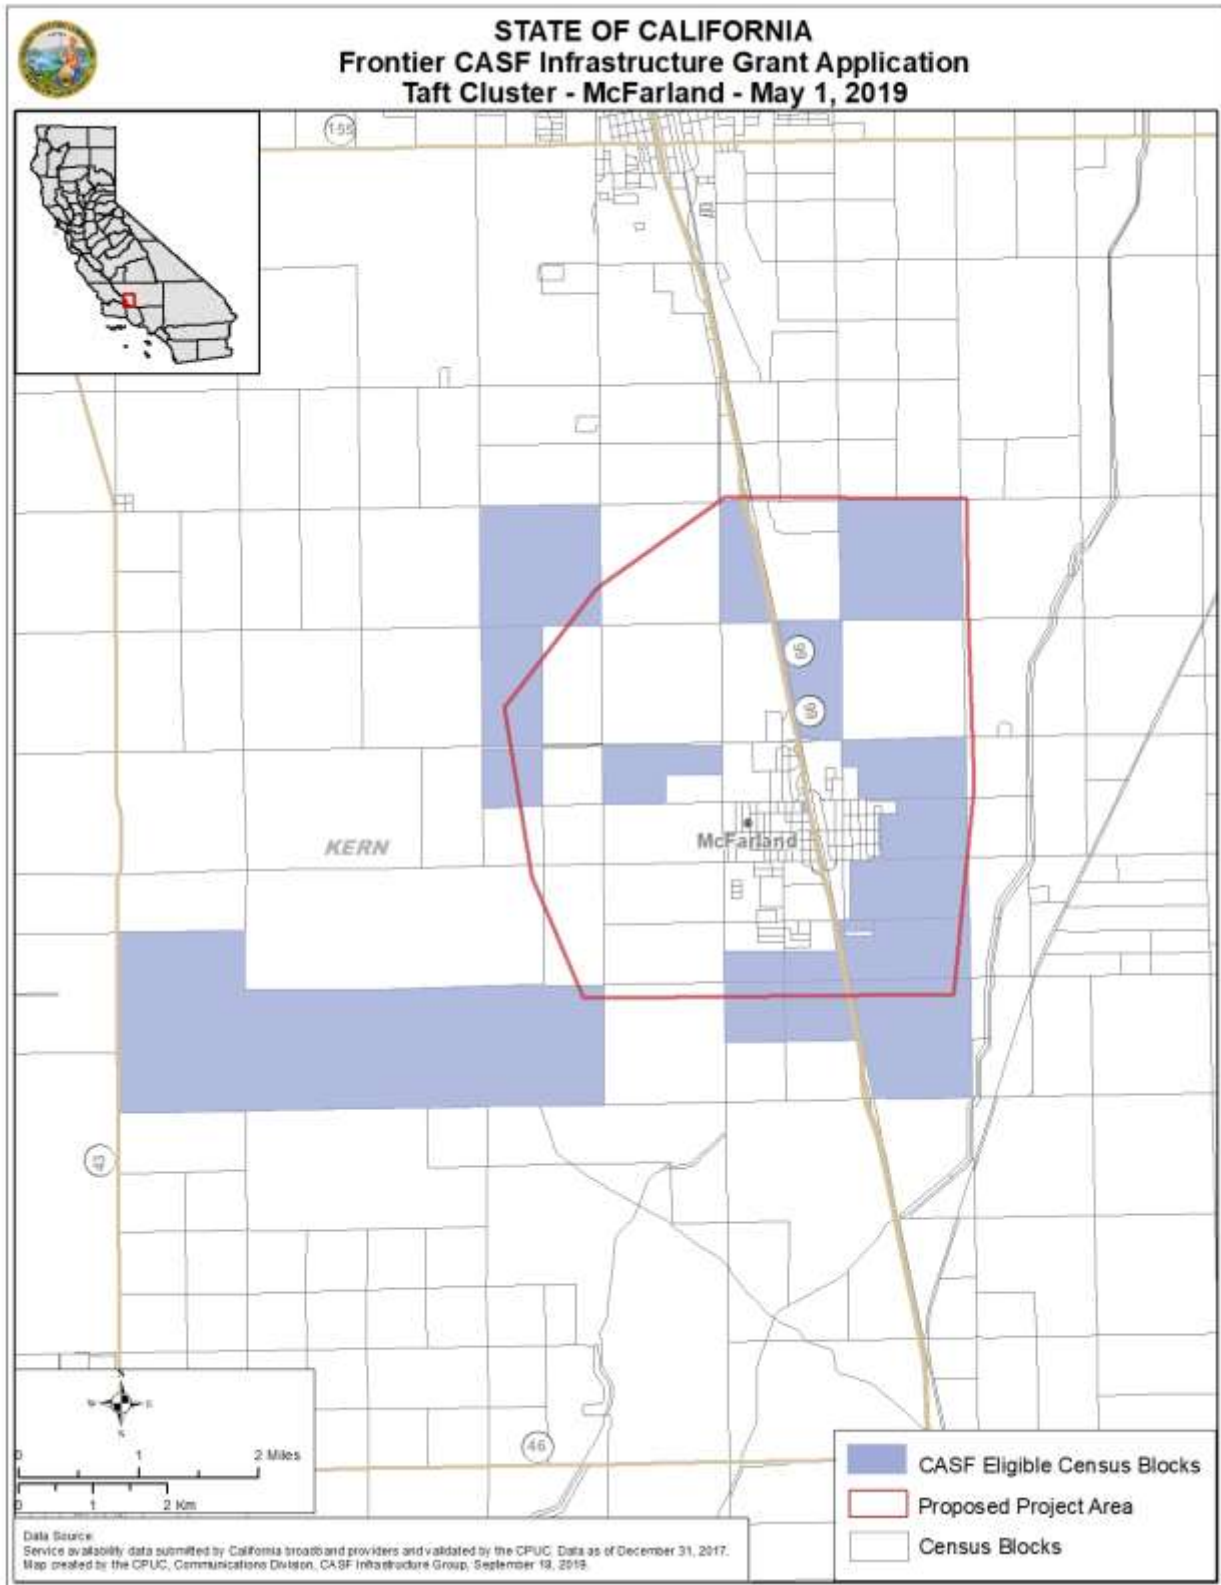 STATE OF CALIFORNIA
Frontier CASF Infrastructure Grant Application
Taft Cluster - McFarland - May 1, 2019
155
99
99
McFarland
KERN
43
46
N
W
E
S
0 1 2 Miles
0 1 2 Km
CASF Eligible Census Blocks
Proposed Project Area
Census Blocks
Data Source:
Service availability data submitted by California broadband providers and validated by the CPUC. Data as of December 31, 2017.
Map created by the CPUC, Communications Division, CASF Infrastructure Group, September 18, 2019.